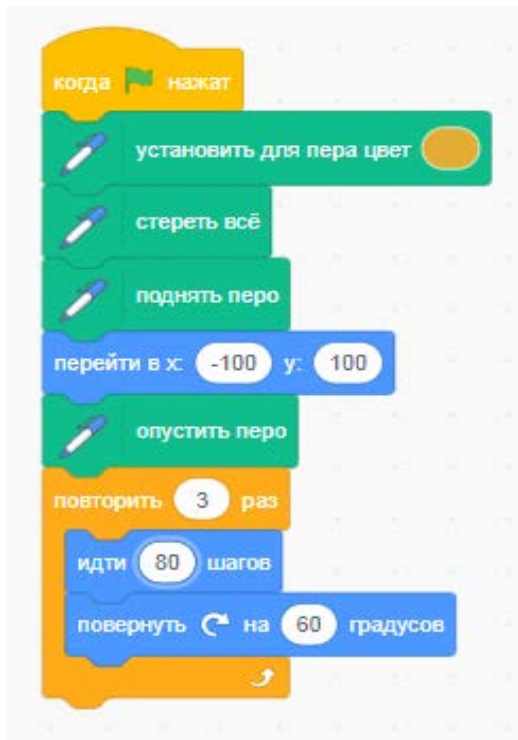 когда нажат
установить для пера цвет
стереть всё
поднять перо
перейти в x: -100 y: 100
опустить перо
повторить 3 раз
идти 80 шагов
повернуть на 60 градусов